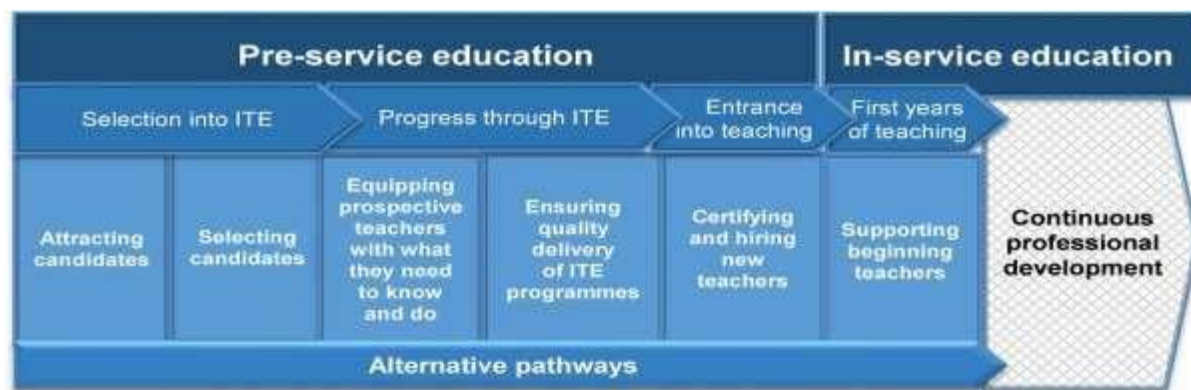 Pre-service education
In-service education
Selection into ITE
Progress through ITE
Entrance
into teaching
First years
of teaching
Attracting
candidates
Selecting
candidates
Equipping
prospective
teachers
with what
they need
to know
and do
Ensuring
quality
delivery
of ITE
programmes
Certifying
and hiring
new
teachers
Supporting
beginning
teachers
Continuous
professional
development
Alternative pathways